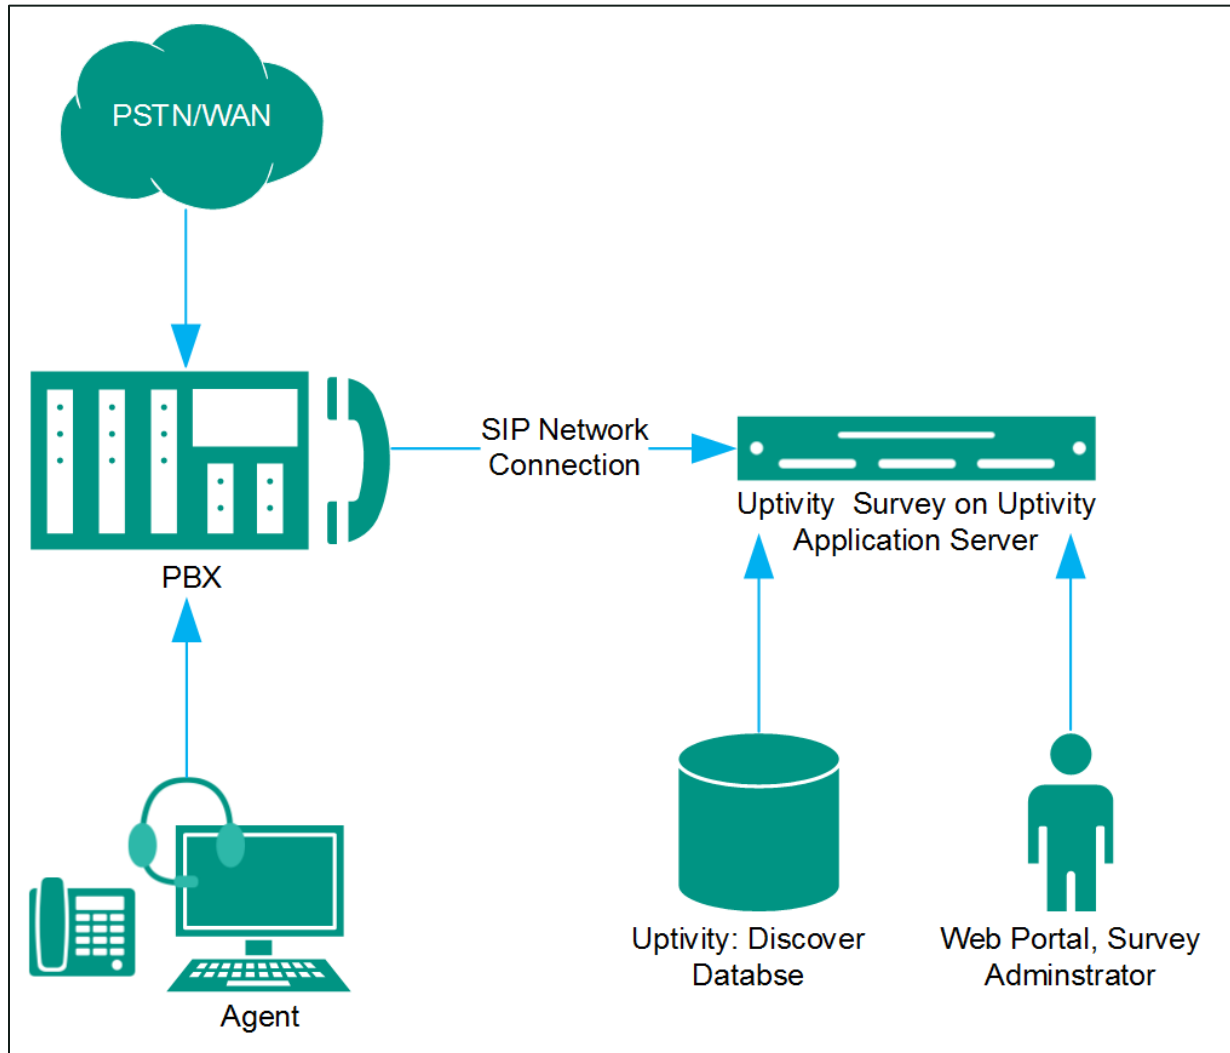 PSTN/WAN
SIP Network
Connection
Uptivity  Survey on Uptivity
Application Server
PBX
Uptivity: Discover
Databse
Web Portal, Survey
Adminstrator
Agent